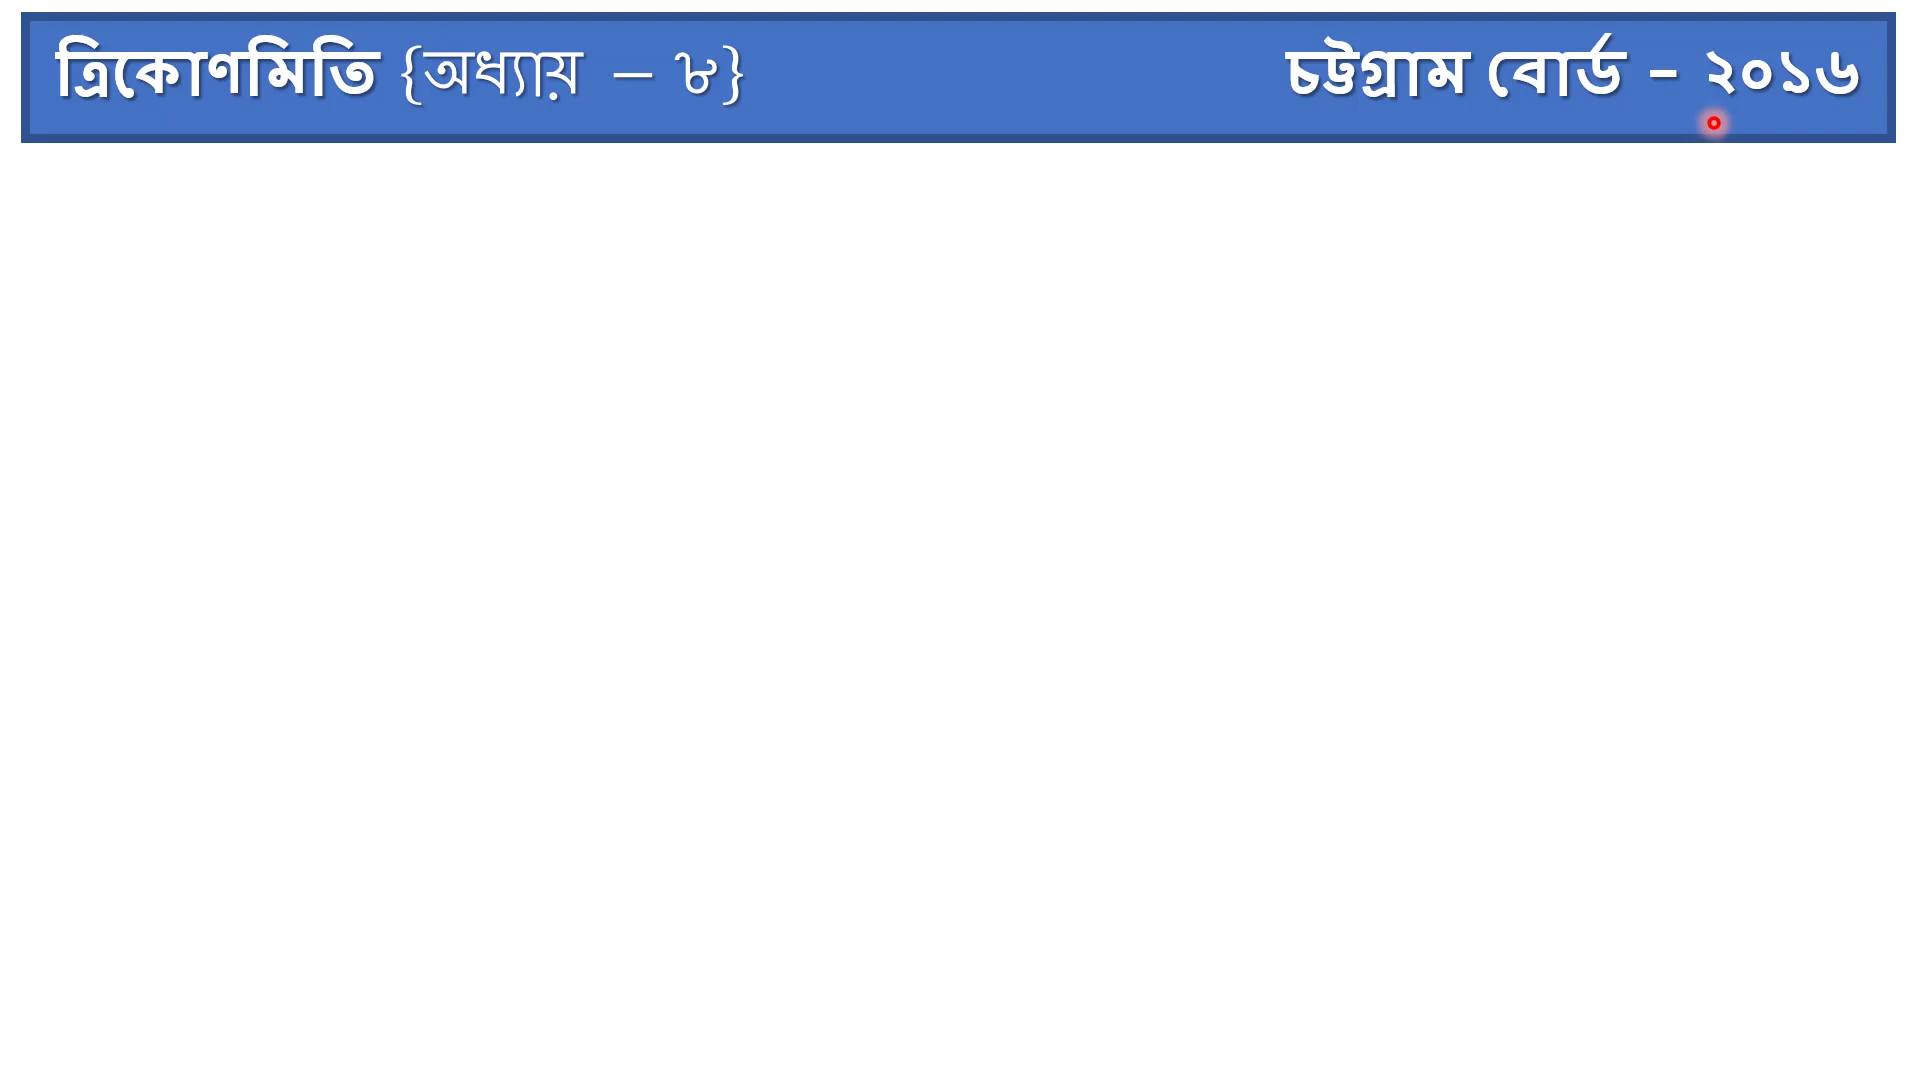 ত্রিকোণমিতি {অধ্যায় – ৮} চট্টগ্রাম বোর্ড – ২০১৬